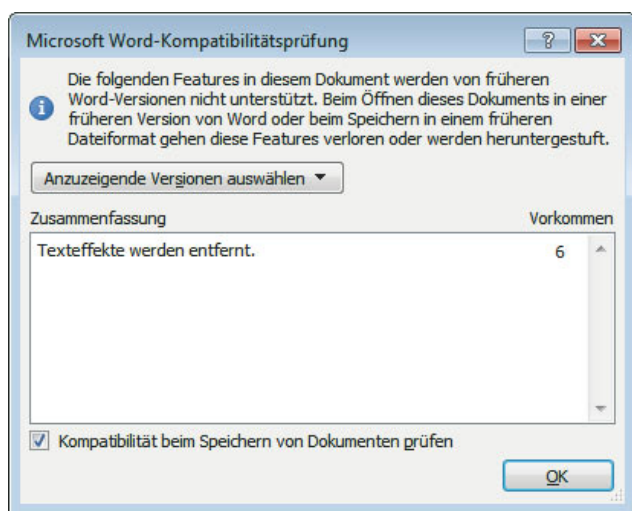 Microsoft Word-Kompatibilitätsprüfung
Die folgenden Features in diesem Dokument werden von früheren
Word-Versionen nicht unterstützt. Beim Öffnen dieses Dokuments in einer
früheren Version von Word oder beim Speichern in einem früheren
Dateiformat gehen diese Features verloren oder werden heruntergestuft.
Anzuzeigende Versionen auswählen
Zusammenfassung Vorkommen
Texteffekte werden entfernt. 6
Kompatibilität beim Speichern von Dokumenten prüfen
OK